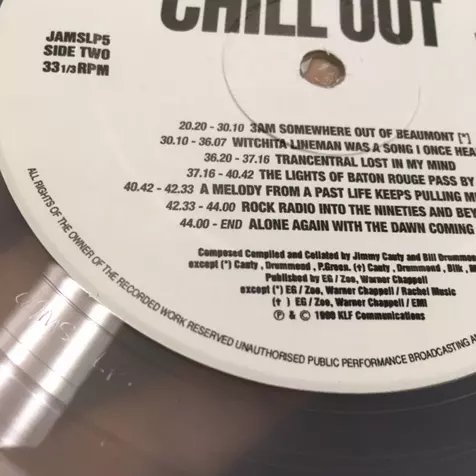 CHILL OUT
JAMSLP5
SIDE TWO
33 1/3 RPM
20.20 - 30.10 3AM SOMEWHERE OUT OF BEAUMONT [*]
30.10 - 36.07 WITCHITA LINEMAN WAS A SONG I ONCE HEA
36.20 - 37.16 TRANCENTRAL LOST IN MY MIND
37.16 - 40.42 THE LIGHTS OF BATON ROUGE PASS BY
40.42 - 42.33 A MELODY FROM A PAST LIFE KEEPS PULLING M
42.33 - 44.00 ROCK RADIO INTO THE NINETIES AND BEY
44.00 - END ALONE AGAIN WITH THE DAWN COMING
Composed Compiled and Collated by Jimmy Cauty and Bill Drummon
except (*) Cauty , Drummond , P.Green. (†) Cauty , Drummond , Bilk ,
Published by EG / Zoo, Warner Chappell
except (*) EG / Zoo, Warner Chappell / Rachel Music
(†) EG / Zoo, Warner Chappell / EMI
℗ & © 1990 KLF Communications
ALL RIGHTS OF THE OWNER OF THE RECORDED WORK RESERVED UNAUTHORISED PUBLIC PERFORMANCE BROADCASTING A